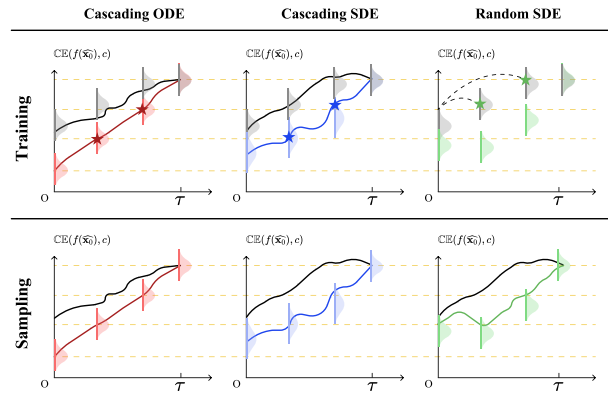 Cascading ODE Cascading SDE Random SDE
Training
ℂ𝔼(f(x̂₀), c) ℂ𝔼(f(x̂₀), c) ℂ𝔼(f(x̂₀), c)
O τ O τ O τ
Sampling
ℂ𝔼(f(x̂₀), c) ℂ𝔼(f(x̂₀), c) ℂ𝔼(f(x̂₀), c)
O τ O τ O τ